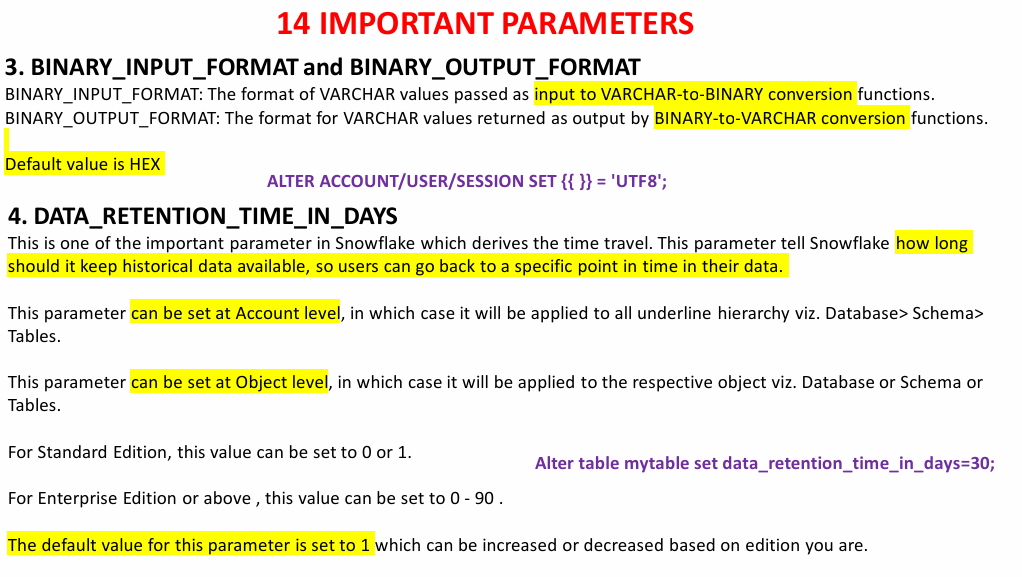 14 IMPORTANT PARAMETERS
3. BINARY_INPUT_FORMAT and BINARY_OUTPUT_FORMAT
BINARY_INPUT_FORMAT: The format of VARCHAR values passed as input to VARCHAR-to-BINARY conversion functions.
BINARY_OUTPUT_FORMAT: The format for VARCHAR values returned as output by BINARY-to-VARCHAR conversion functions.
Default value is HEX
ALTER ACCOUNT/USER/SESSION SET {{ }} = 'UTF8';
4. DATA_RETENTION_TIME_IN_DAYS
This is one of the important parameter in Snowflake which derives the time travel. This parameter tell Snowflake how long
should it keep historical data available, so users can go back to a specific point in time in their data.
This parameter can be set at Account level, in which case it will be applied to all underline hierarchy viz. Database> Schema>
Tables.
This parameter can be set at Object level, in which case it will be applied to the respective object viz. Database or Schema or
Tables.
For Standard Edition, this value can be set to 0 or 1.
Alter table mytable set data_retention_time_in_days=30;
For Enterprise Edition or above , this value can be set to 0 - 90 .
The default value for this parameter is set to 1 which can be increased or decreased based on edition you are.